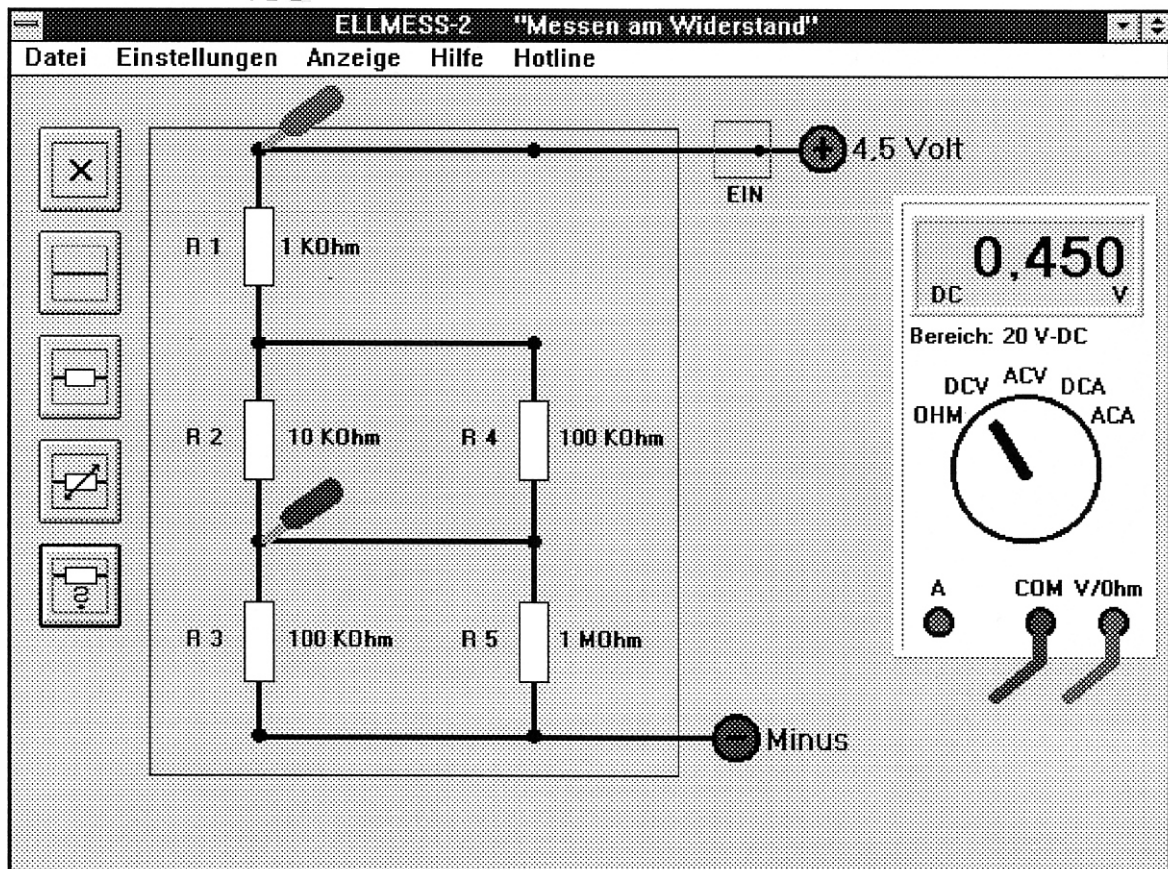 ELLMESS-2 "Messen am Widerstand"
Datei Einstellungen Anzeige Hilfe Hotline
4,5 Volt
EIN
R 1 1 KOhm
0,450
DC V
Bereich: 20 V-DC
DCV ACV DCA
OHM ACA
R 2 10 KOhm R 4 100 KOhm
A COM V/Ohm
R 3 100 KOhm R 5 1 MOhm
Minus